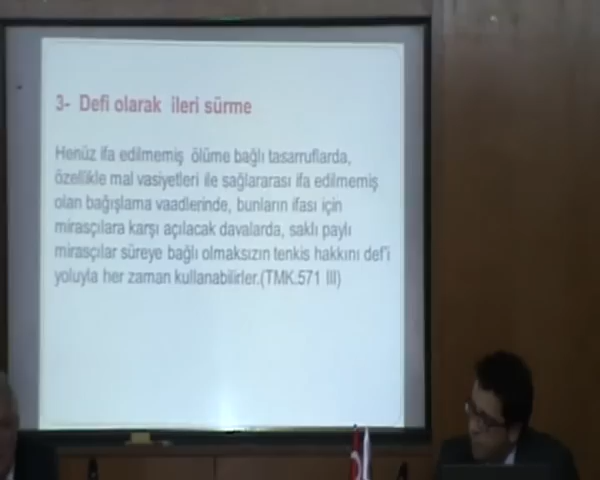 3- Defi olarak ileri sürme
Henüz ifa edilmemiş ölüme bağlı tasarruflarda,
özellikle mal vasiyetleri ile sağlararası ifa edilmemiş
olan bağışlama vaadlerinde, bunların ifası için
mirasçılara karşı açılacak davalarda, saklı paylı
mirasçılar süreye bağlı olmaksızın tenkis hakkını def'i
yoluyla her zaman kullanabilirler.(TMK.571 III)